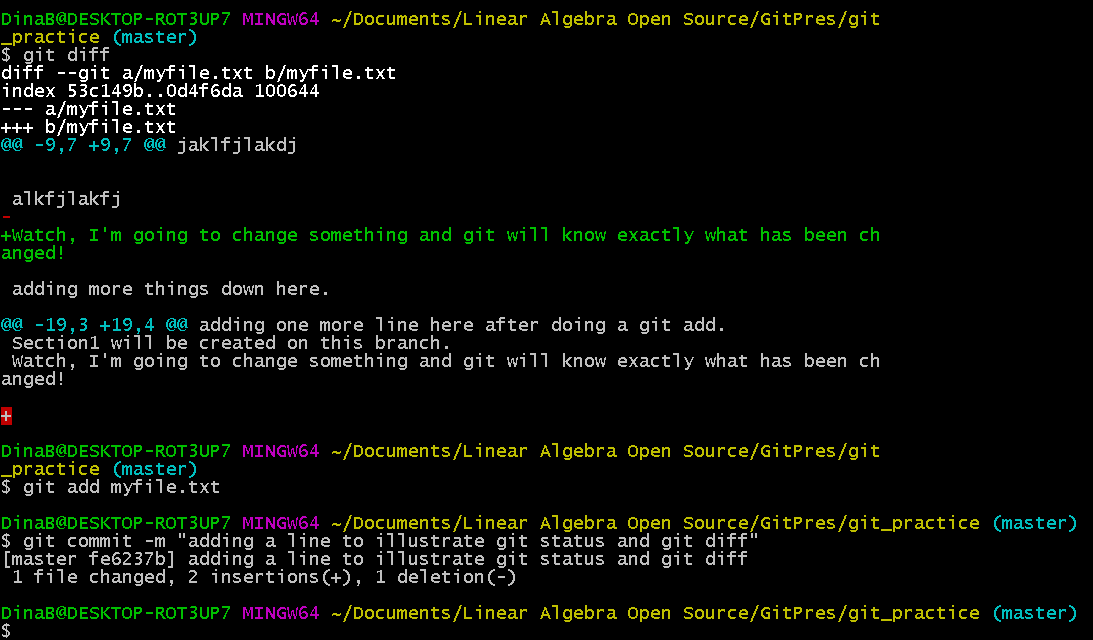 DinaB@DESKTOP-ROT3UP7 MINGW64 ~/Documents/Linear Algebra Open Source/GitPres/git
_practice (master)
$ git diff
diff --git a/myfile.txt b/myfile.txt
index 53c149b..0d4f6da 100644
--- a/myfile.txt
+++ b/myfile.txt
@@ -9,7 +9,7 @@ jaklfjlakdj
 alkfjlakfj
-
+Watch, I'm going to change something and git will know exactly what has been ch
anged!
 adding more things down here.
@@ -19,3 +19,4 @@ adding one more line here after doing a git add.
 Section1 will be created on this branch.
 Watch, I'm going to change something and git will know exactly what has been ch
anged!
+
DinaB@DESKTOP-ROT3UP7 MINGW64 ~/Documents/Linear Algebra Open Source/GitPres/git
_practice (master)
$ git add myfile.txt
DinaB@DESKTOP-ROT3UP7 MINGW64 ~/Documents/Linear Algebra Open Source/GitPres/git_practice (master)
$ git commit -m "adding a line to illustrate git status and git diff"
[master fe6237b] adding a line to illustrate git status and git diff
 1 file changed, 2 insertions(+), 1 deletion(-)
DinaB@DESKTOP-ROT3UP7 MINGW64 ~/Documents/Linear Algebra Open Source/GitPres/git_practice (master)
$